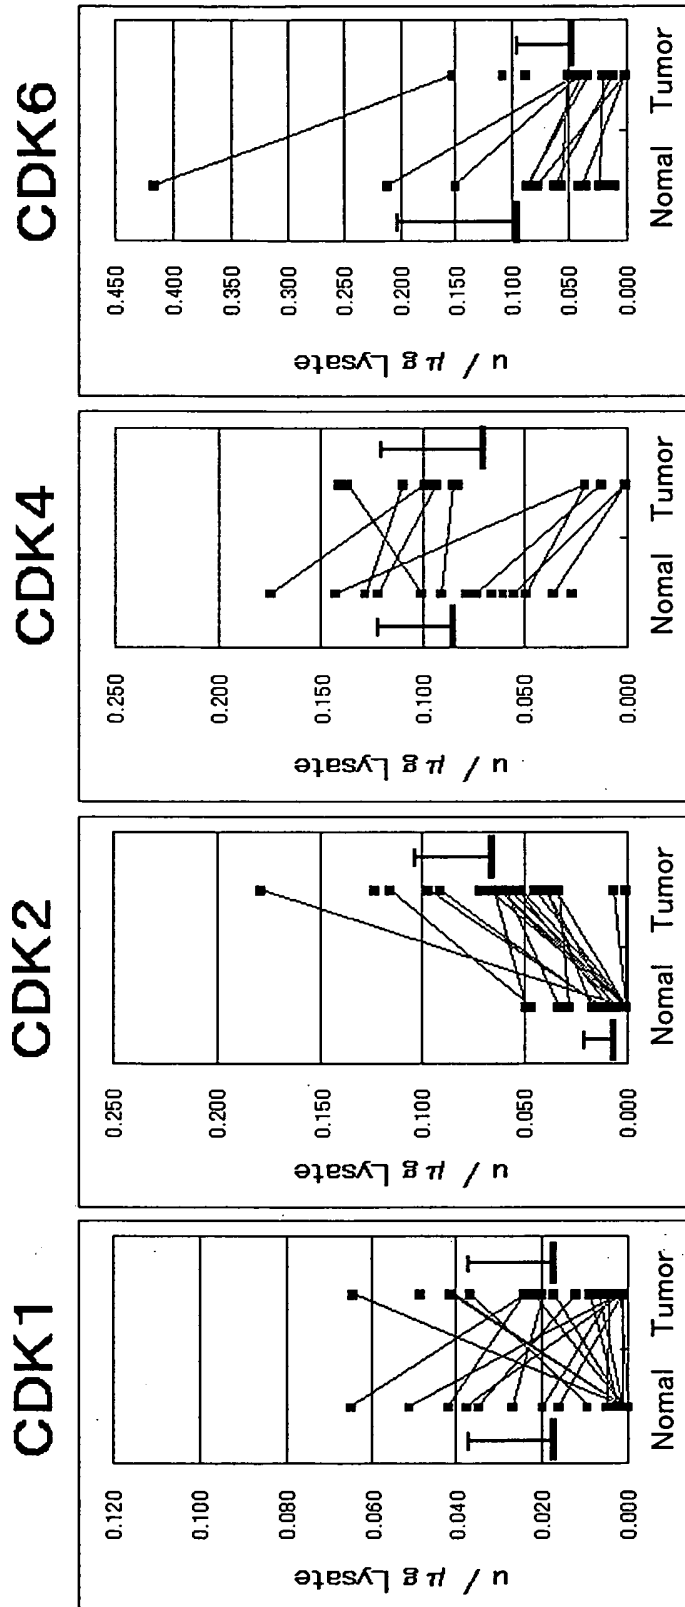 CDK1
0.120
0.100
0.080
0.060
0.040
0.020
0.000
u / μg Lysate
Nomal Tumor
CDK2
0.250
0.200
0.150
0.100
0.050
0.000
u / μg Lysate
Nomal Tumor
CDK4
0.250
0.200
0.150
0.100
0.050
0.000
u / μg Lysate
Nomal Tumor
CDK6
0.450
0.400
0.350
0.300
0.250
0.200
0.150
0.100
0.050
0.000
u / μg Lysate
Nomal Tumor